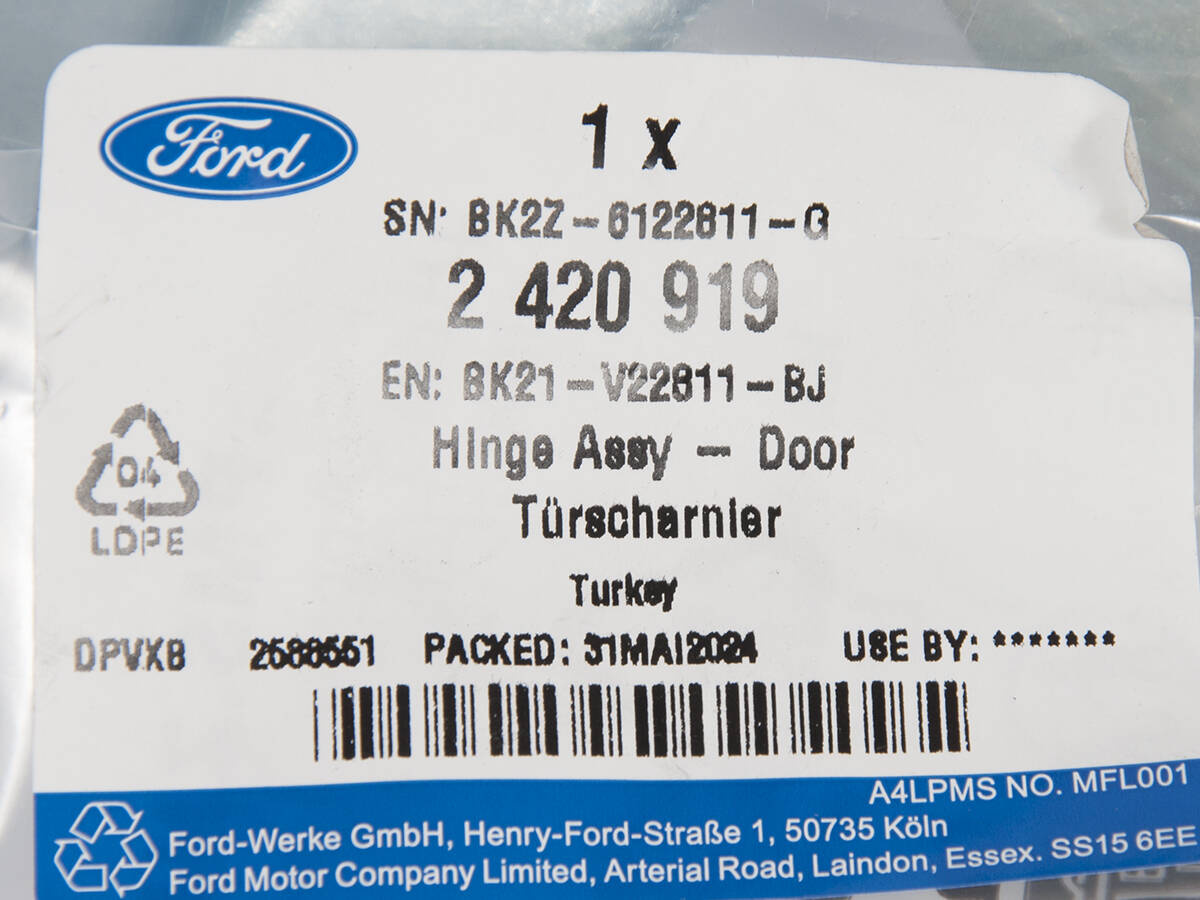 Ford
1 x
SN: BK2Z-6122811-G
2 420 919
EN: BK21-V22811-BJ
Hinge Assy - Door
Türscharnier
04
LDPE
Turkey
DPVXB 2588551 PACKED: 31MAI2024 USE BY: *******
A4LPMS NO. MFL001
Ford-Werke GmbH, Henry-Ford-Straße 1, 50735 Köln
Ford Motor Company Limited, Arterial Road, Laindon, Essex. SS15 6EE